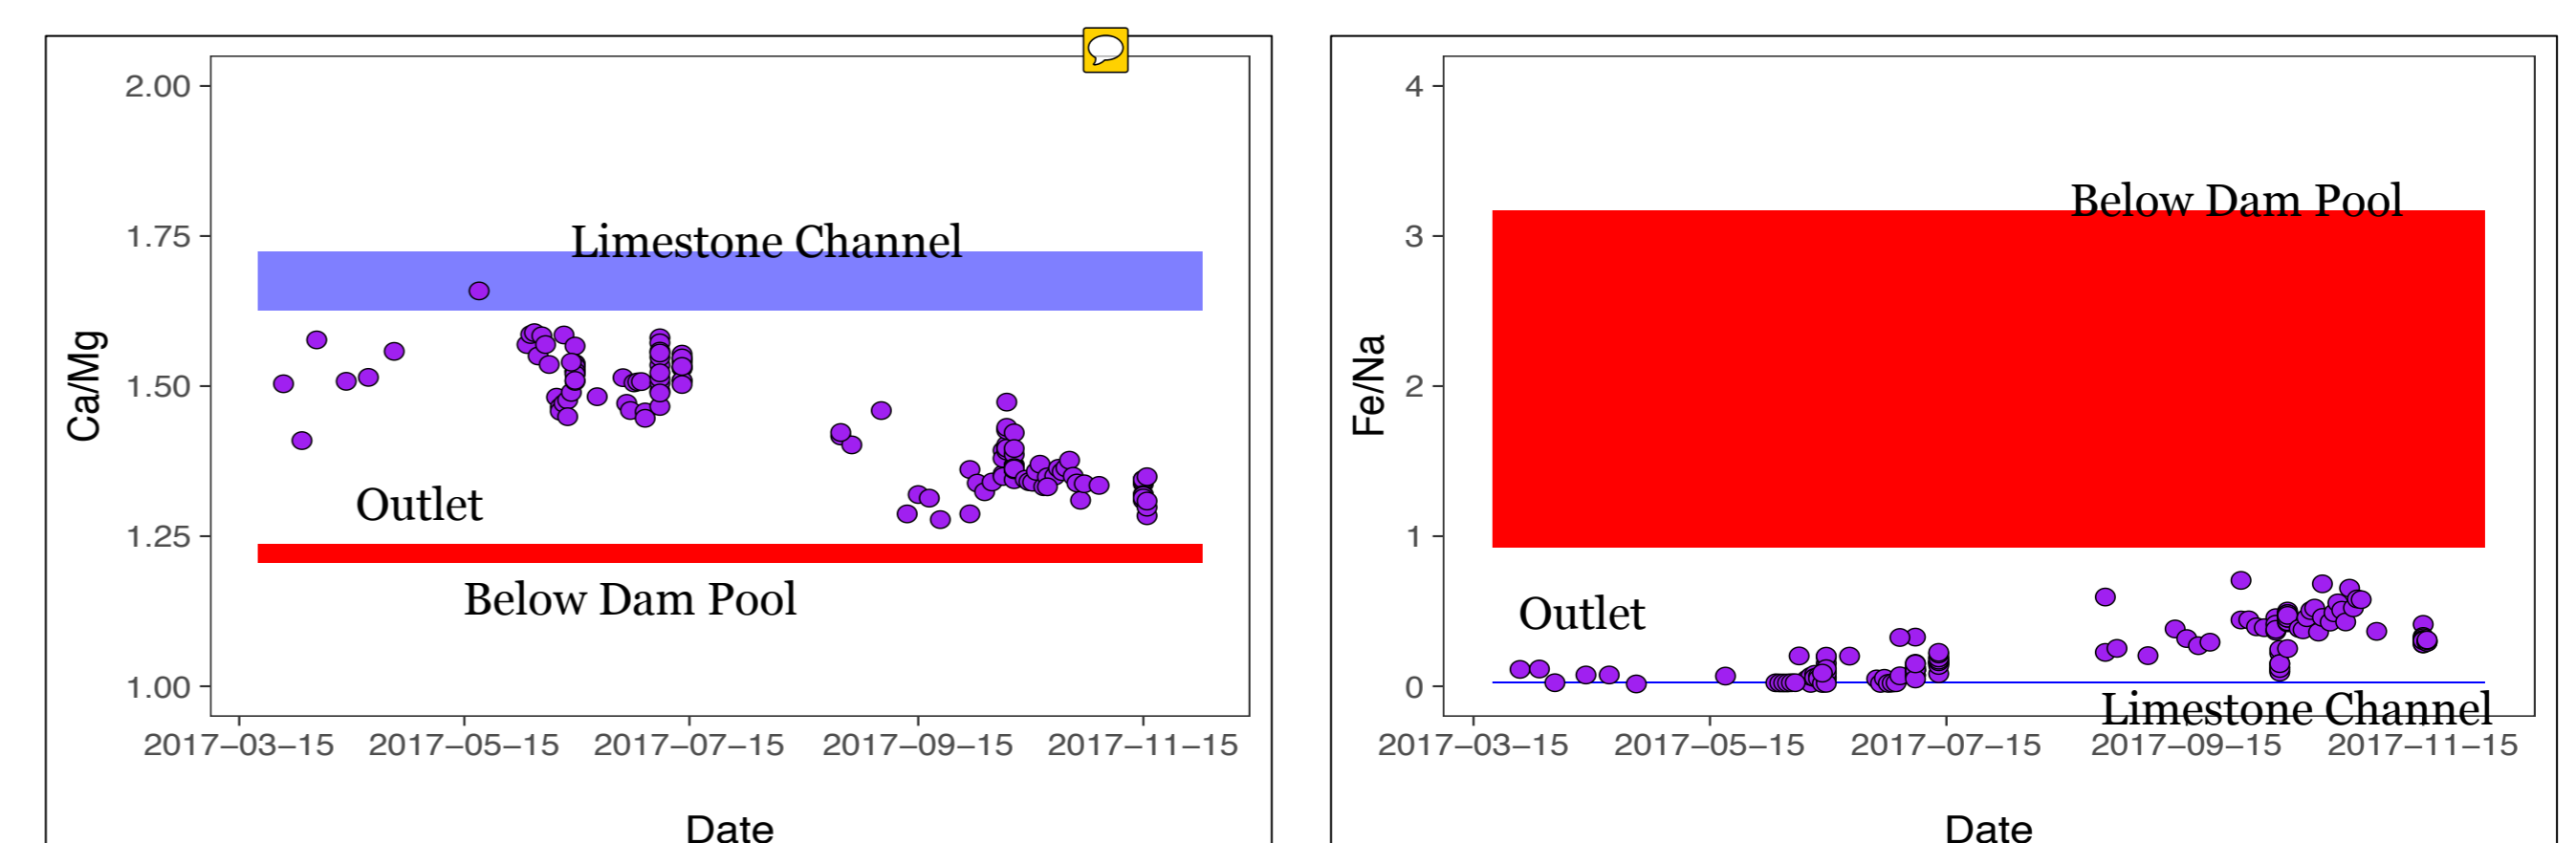 2.00
1.75
1.50
1.25
1.00
Ca/Mg
Limestone Channel
Outlet
Below Dam Pool
2017-03-15 2017-05-15 2017-07-15 2017-09-15 2017-11-15
Date
4
3
2
1
0
Fe/Na
Below Dam Pool
Outlet
Limestone Channel
2017-03-15 2017-05-15 2017-07-15 2017-09-15 2017-11-15
Date